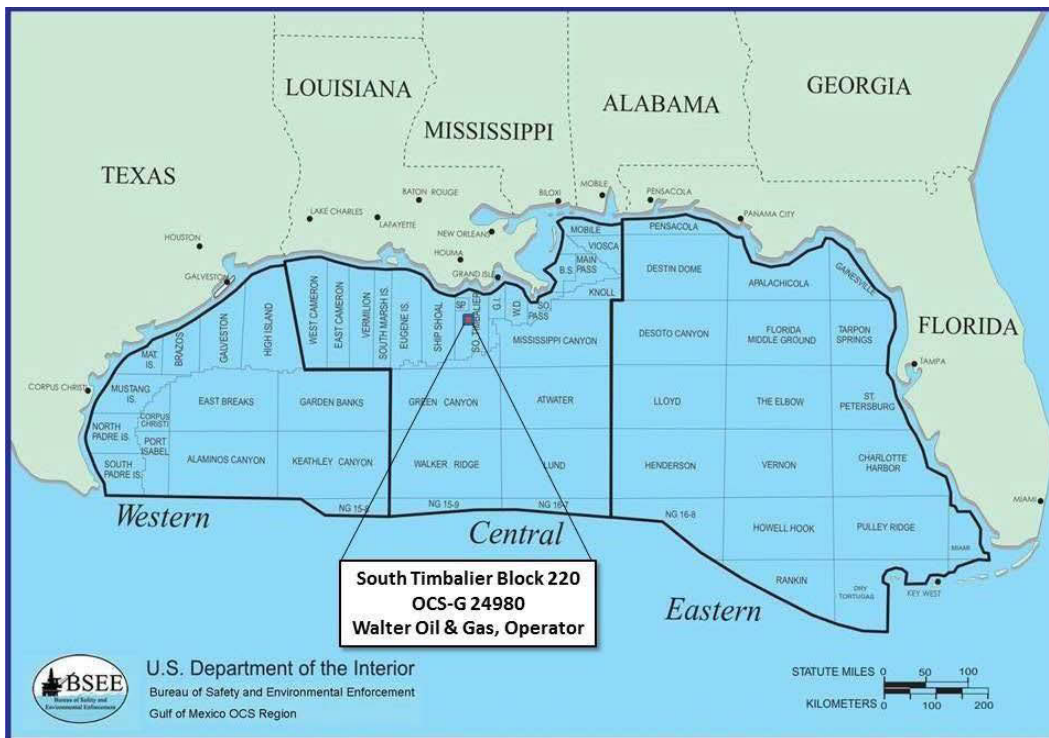 GEORGIA
LOUISIANA
ALABAMA
MISSISSIPPI
TEXAS
MOBILE
PENSACOLA
BATON ROUGE
BILOXI
LAKE CHARLES
LAFAYETTE
PANAMA CITY
NEW ORLEANS
HOUSTON
HOUMA
GRAND ISLE
GALVESTON
MOBILE
PENSACOLA
VIOSCA
MAIN
PASS
B.S.
KNOLL
DESTIN DOME
APALACHICOLA
GAINESVILLE
WEST CAMERON
EAST CAMERON
VERMILION
SOUTH MARSH IS.
EUGENE IS.
SHIP SHOAL
SO. TIMBALIER
G.I.
W.D.
SO.
PASS
MISSISSIPPI CANYON
DESOTO CANYON
FLORIDA
MIDDLE GROUND
TARPON
SPRINGS
FLORIDA
HIGH ISLAND
GALVESTON
BRAZOS
MAT.
IS.
TAMPA
CORPUS CHRISTI
MUSTANG
IS.
EAST BREAKS
GARDEN BANKS
GREEN CANYON
ATWATER
LLOYD
THE ELBOW
ST.
PETERSBURG
CORPUS
CHRISTI
NORTH
PADRE IS.
PORT
ISABEL
SOUTH
PADRE IS.
ALAMINOS CANYON
KEATHLEY CANYON
WALKER RIDGE
LUND
HENDERSON
VERNON
CHARLOTTE
HARBOR
MIAMI
NG 15-8
NG 15-9
NG 16-7
NG 16-8
HOWELL HOOK
PULLEY RIDGE
MIAMI
Western
Central
Eastern
RANKIN
DRY
TORTUGAS
KEY WEST
South Timbalier Block 220
OCS-G 24980
Walter Oil & Gas, Operator
BSEE
Bureau of Safety and
Environmental Enforcement
U.S. Department of the Interior
Bureau of Safety and Environmental Enforcement
Gulf of Mexico OCS Region
STATUTE MILES 0 50 100
KILOMETERS 0 100 200